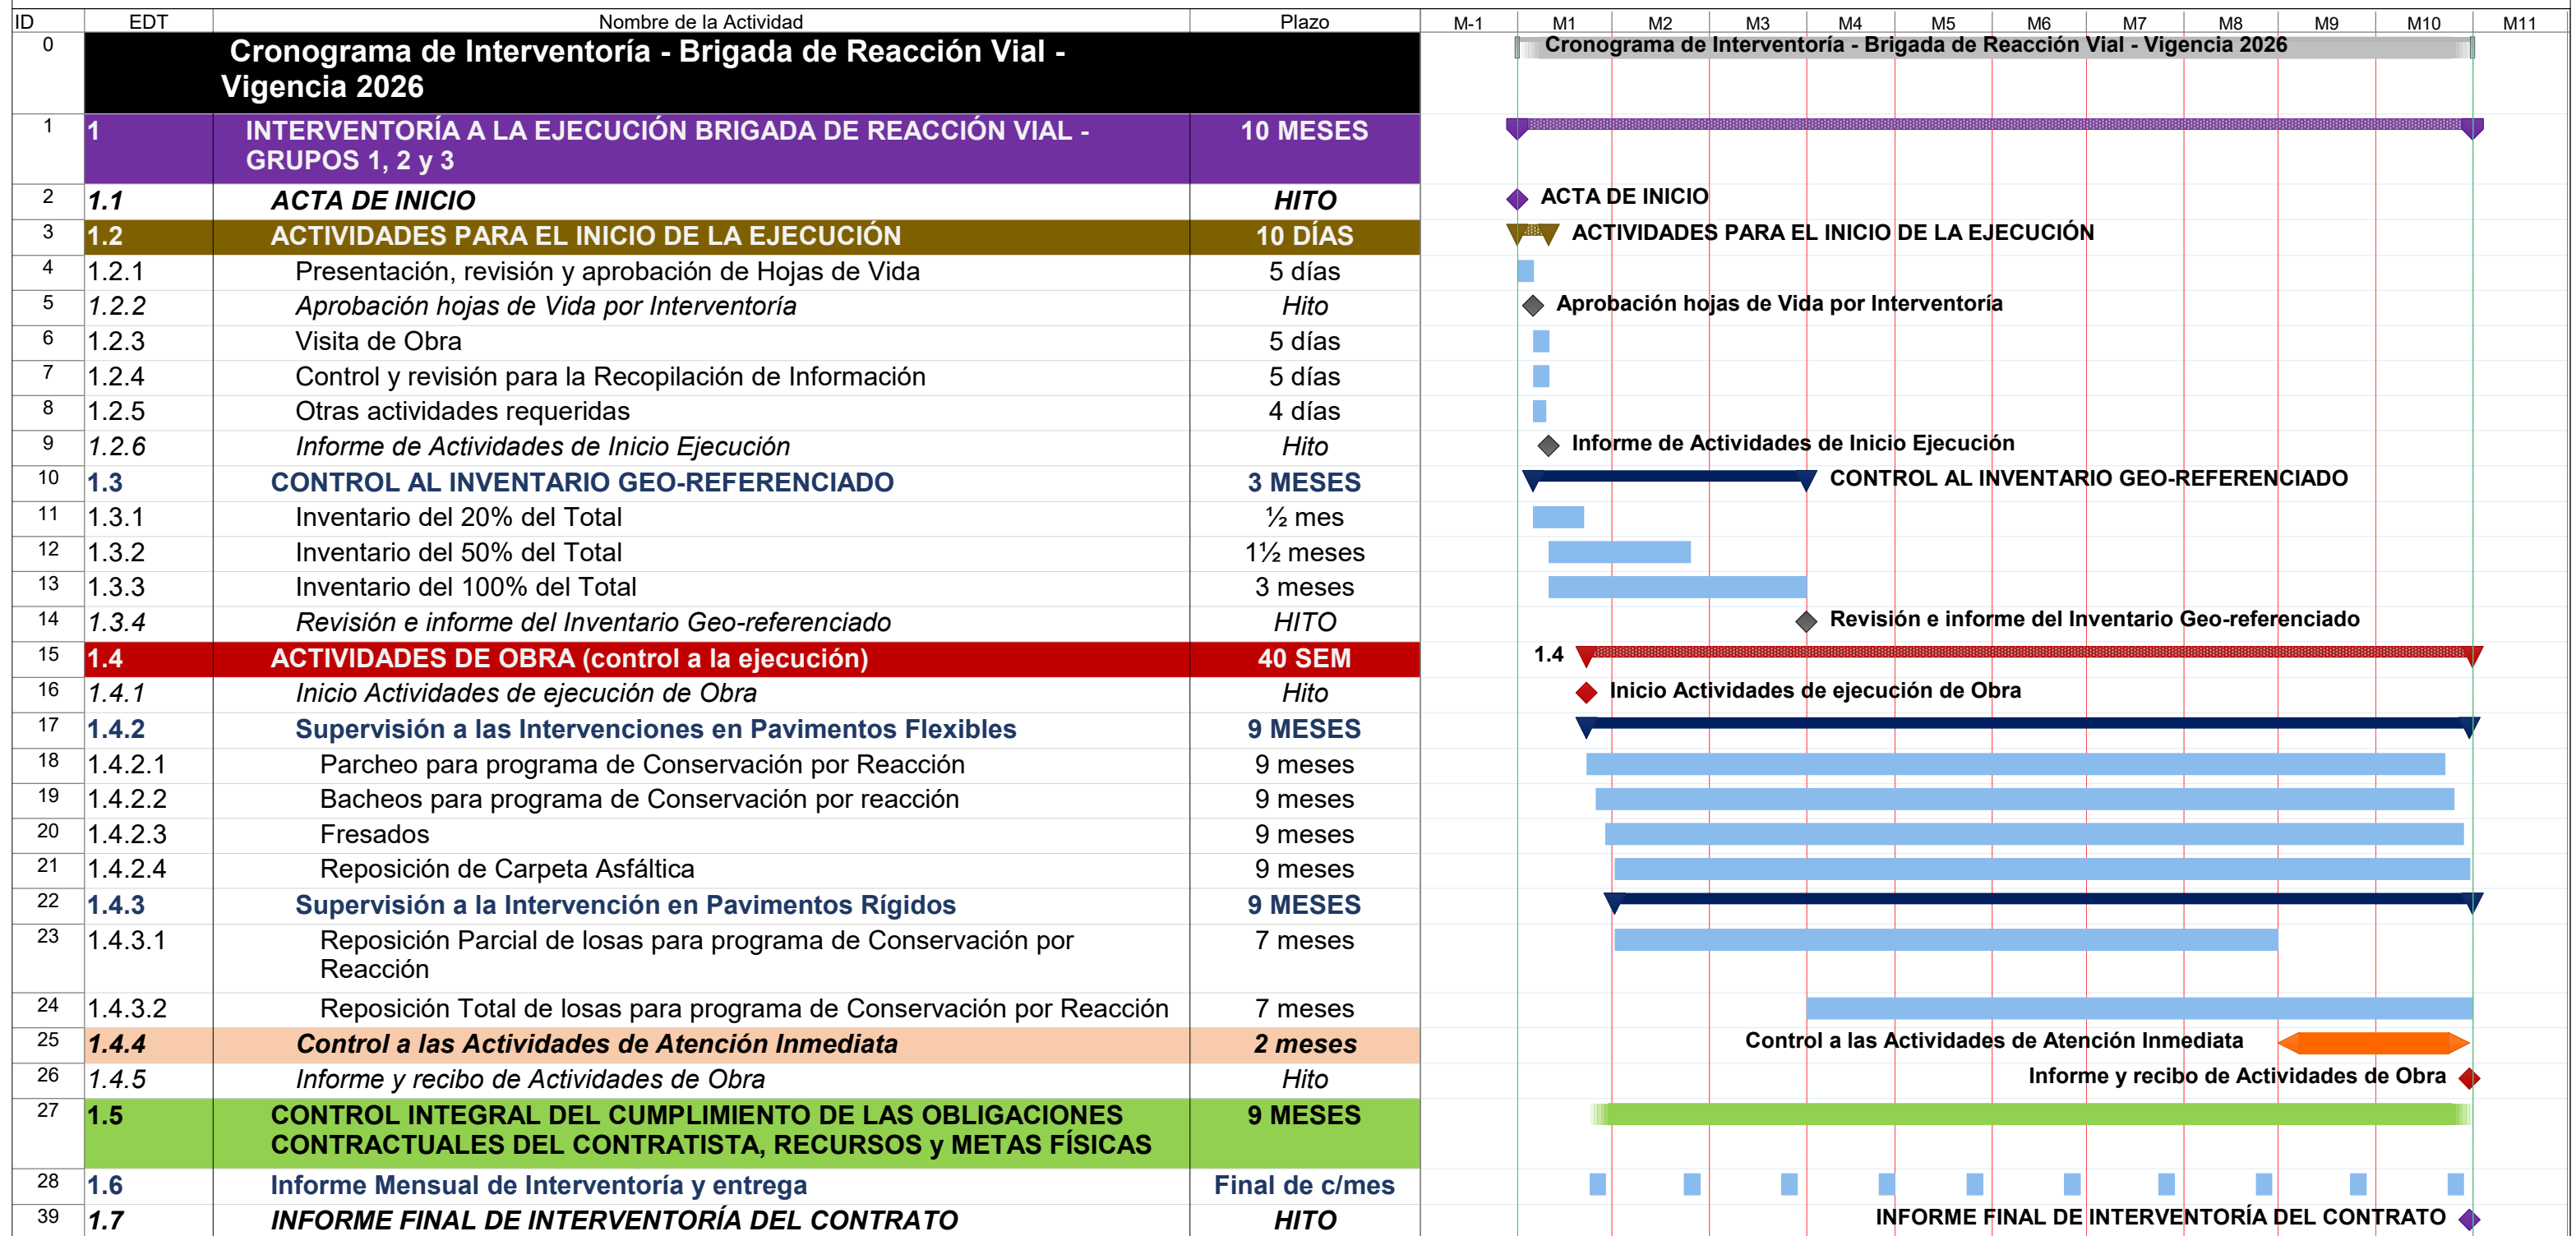 ID EDT Nombre de la Actividad Plazo M-1 M1 M2 M3 M4 M5 M6 M7 M8 M9 M10 M11
0 Cronograma de Interventoría - Brigada de Reacción Vial - Cronograma de Interventoría - Brigada de Reacción Vial - Vigencia 2026
Vigencia 2026
1 1 INTERVENTORÍA A LA EJECUCIÓN BRIGADA DE REACCIÓN VIAL - 10 MESES
GRUPOS 1, 2 y 3
2 1.1 ACTA DE INICIO HITO ACTA DE INICIO
3 1.2 ACTIVIDADES PARA EL INICIO DE LA EJECUCIÓN 10 DÍAS ACTIVIDADES PARA EL INICIO DE LA EJECUCIÓN
4 1.2.1 Presentación, revisión y aprobación de Hojas de Vida 5 días
5 1.2.2 Aprobación hojas de Vida por Interventoría Hito Aprobación hojas de Vida por Interventoría
6 1.2.3 Visita de Obra 5 días
7 1.2.4 Control y revisión para la Recopilación de Información 5 días
8 1.2.5 Otras actividades requeridas 4 días
9 1.2.6 Informe de Actividades de Inicio Ejecución Hito Informe de Actividades de Inicio Ejecución
10 1.3 CONTROL AL INVENTARIO GEO-REFERENCIADO 3 MESES CONTROL AL INVENTARIO GEO-REFERENCIADO
11 1.3.1 Inventario del 20% del Total ½ mes
12 1.3.2 Inventario del 50% del Total 1½ meses
13 1.3.3 Inventario del 100% del Total 3 meses
14 1.3.4 Revisión e informe del Inventario Geo-referenciado HITO Revisión e informe del Inventario Geo-referenciado
15 1.4 ACTIVIDADES DE OBRA (control a la ejecución) 40 SEM 1.4
16 1.4.1 Inicio Actividades de ejecución de Obra Hito Inicio Actividades de ejecución de Obra
17 1.4.2 Supervisión a las Intervenciones en Pavimentos Flexibles 9 MESES
18 1.4.2.1 Parcheo para programa de Conservación por Reacción 9 meses
19 1.4.2.2 Bacheos para programa de Conservación por reacción 9 meses
20 1.4.2.3 Fresados 9 meses
21 1.4.2.4 Reposición de Carpeta Asfáltica 9 meses
22 1.4.3 Supervisión a la Intervención en Pavimentos Rígidos 9 MESES
23 1.4.3.1 Reposición Parcial de losas para programa de Conservación por 7 meses
Reacción
24 1.4.3.2 Reposición Total de losas para programa de Conservación por Reacción 7 meses
25 1.4.4 Control a las Actividades de Atención Inmediata 2 meses Control a las Actividades de Atención Inmediata
26 1.4.5 Informe y recibo de Actividades de Obra Hito Informe y recibo de Actividades de Obra
27 1.5 CONTROL INTEGRAL DEL CUMPLIMIENTO DE LAS OBLIGACIONES 9 MESES
CONTRACTUALES DEL CONTRATISTA, RECURSOS y METAS FÍSICAS
28 1.6 Informe Mensual de Interventoría y entrega Final de c/mes
39 1.7 INFORME FINAL DE INTERVENTORÍA DEL CONTRATO HITO INFORME FINAL DE INTERVENTORÍA DEL CONTRATO